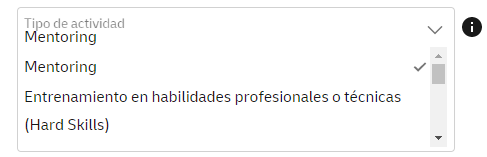 Tipo de actividad
Mentoring
Mentoring
Entrenamiento en habilidades profesionales o técnicas
(Hard Skills)